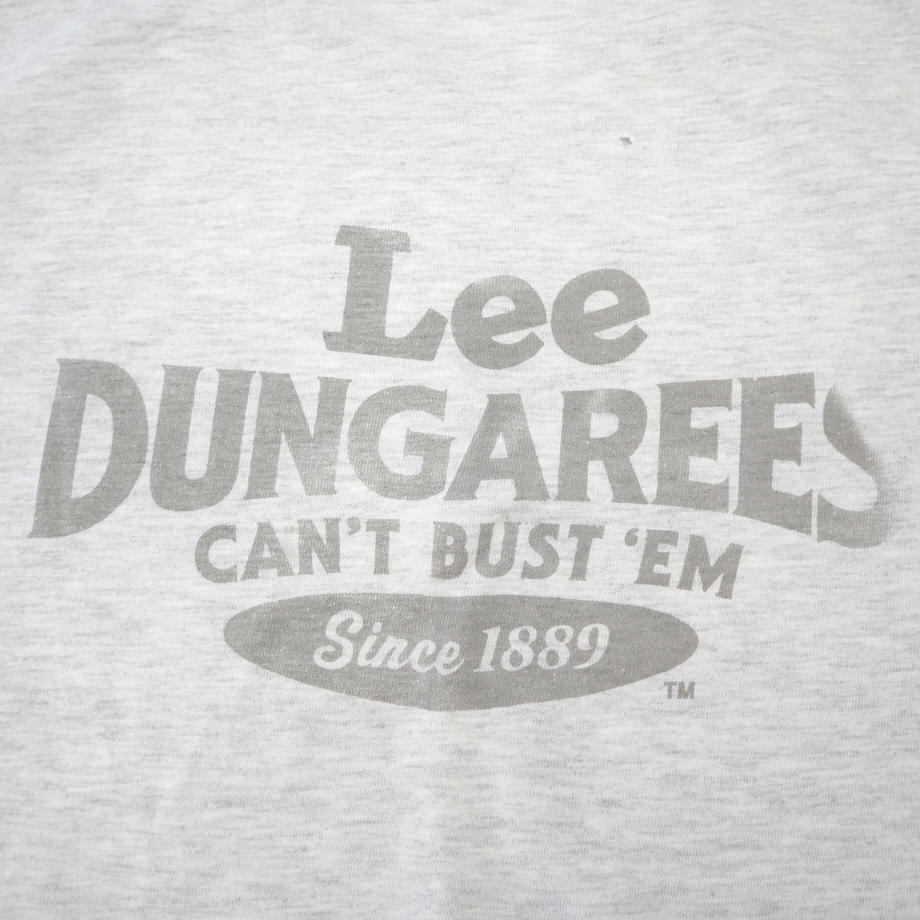 Lee
DUNGAREES
CAN'T BUST 'EM
Since 1889
TM